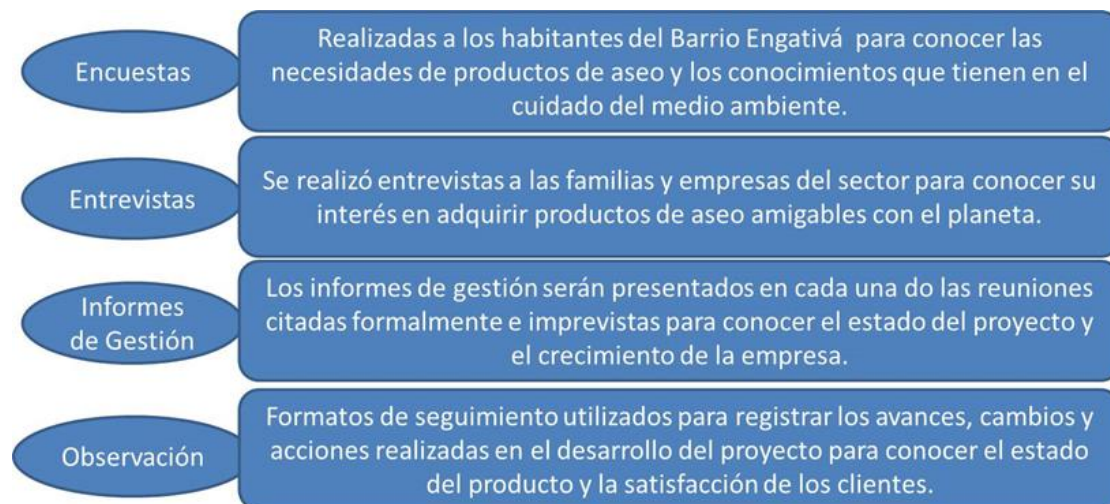 Encuestas
Realizadas a los habitantes del Barrio Engativá para conocer las
necesidades de productos de aseo y los conocimientos que tienen en el
cuidado del medio ambiente.
Entrevistas
Se realizó entrevistas a las familias y empresas del sector para conocer su
interés en adquirir productos de aseo amigables con el planeta.
Informes
de Gestión
Los informes de gestión serán presentados en cada una do las reuniones
citadas formalmente e imprevistas para conocer el estado del proyecto y
el crecimiento de la empresa.
Observación
Formatos de seguimiento utilizados para registrar los avances, cambios y
acciones realizadas en el desarrollo del proyecto para conocer el estado
del producto y la satisfacción de los clientes.